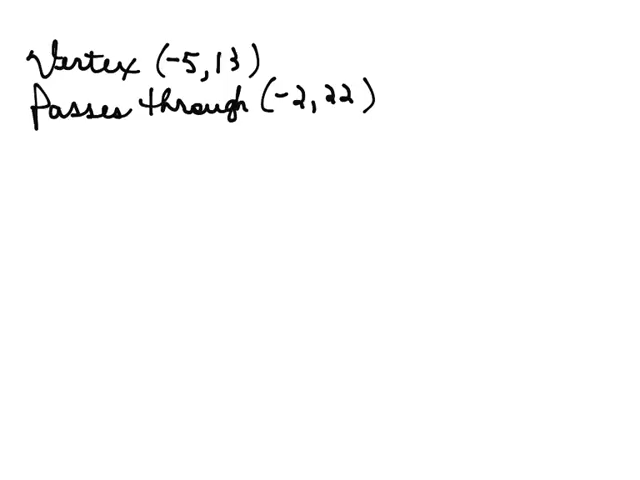 Vertex (-5,13)
Passes through (-2,22)